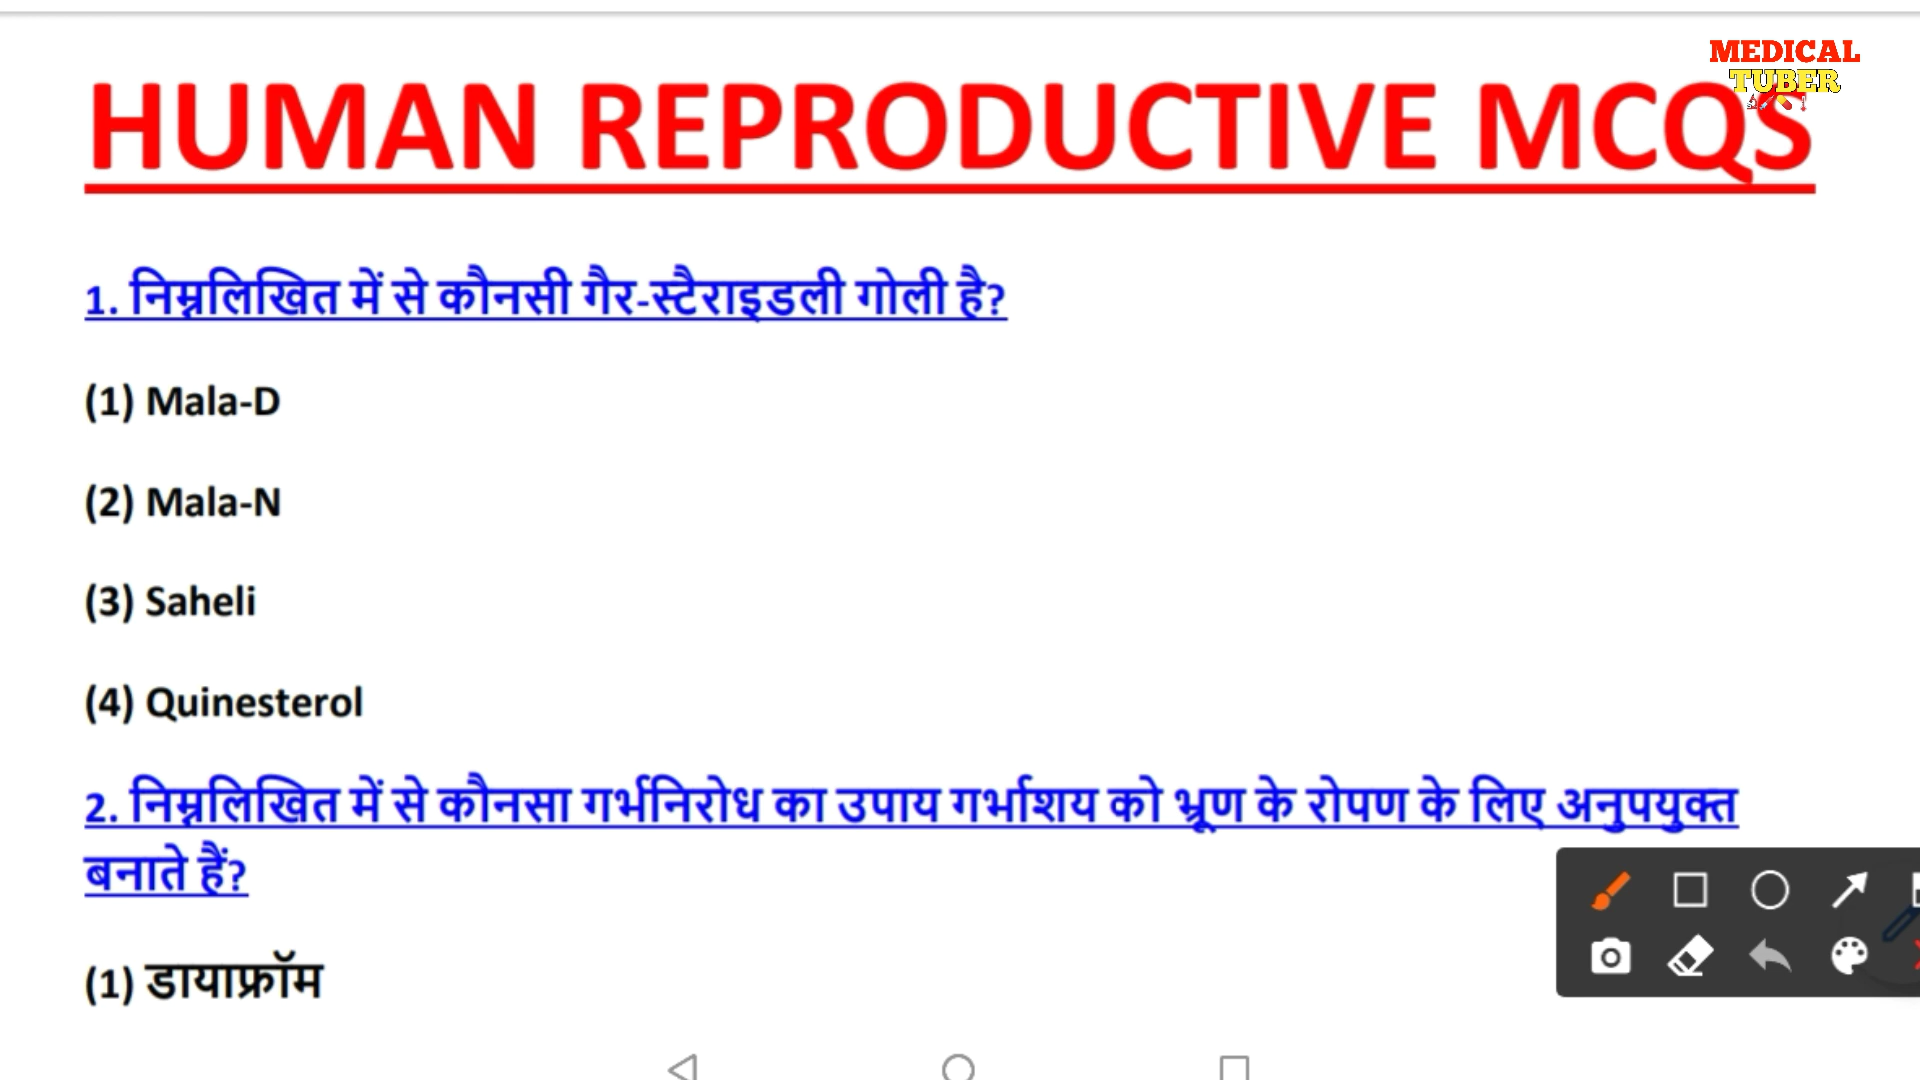 MEDICAL
TUBER
HUMAN REPRODUCTIVE MCQS
1. निम्नलिखित में से कौनसी गैर-स्टैराइडली गोली है?
(1) Mala-D
(2) Mala-N
(3) Saheli
(4) Quinesterol
2. निम्नलिखित में से कौनसा गर्भनिरोध का उपाय गर्भाशय को भ्रूण के रोपण के लिए अनुपयुक्त
बनाते हैं?
(1) डायाफ्रॉम